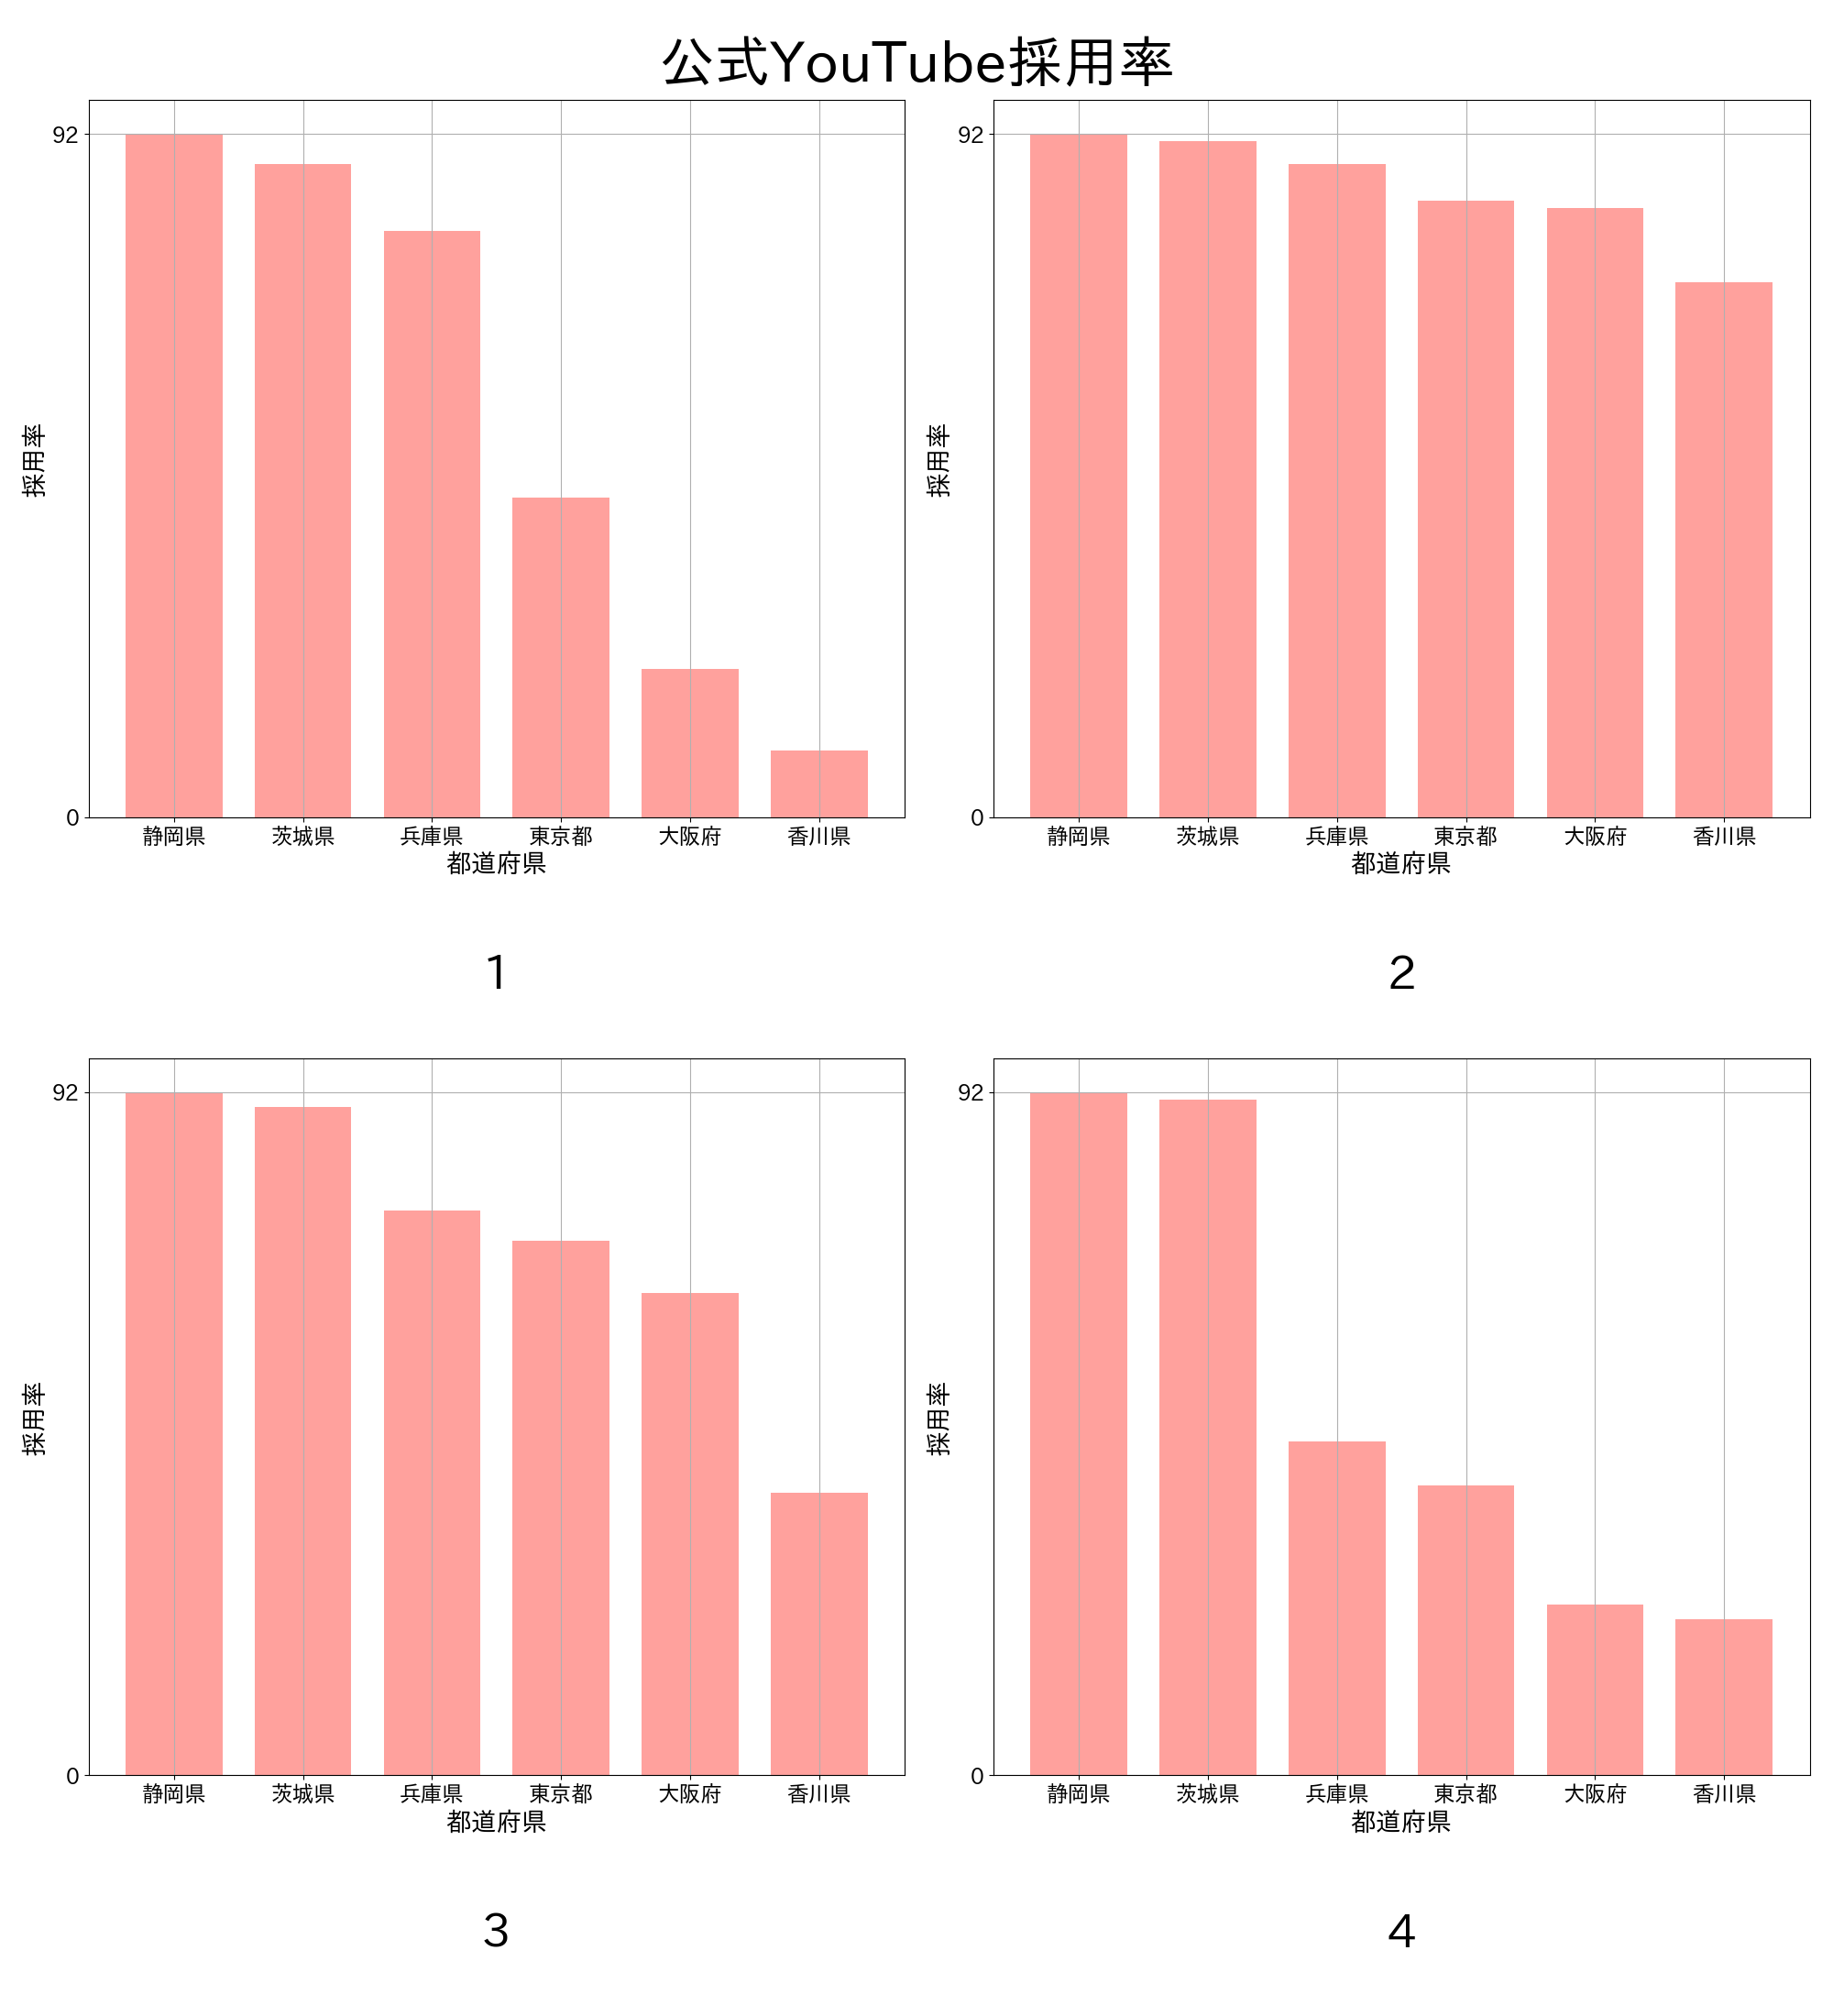 公式YouTube採用率
92
採用率
0
静岡県 茨城県 兵庫県 東京都 大阪府 香川県
都道府県
1
92
採用率
0
静岡県 茨城県 兵庫県 東京都 大阪府 香川県
都道府県
2
92
採用率
0
静岡県 茨城県 兵庫県 東京都 大阪府 香川県
都道府県
3
92
採用率
0
静岡県 茨城県 兵庫県 東京都 大阪府 香川県
都道府県
4